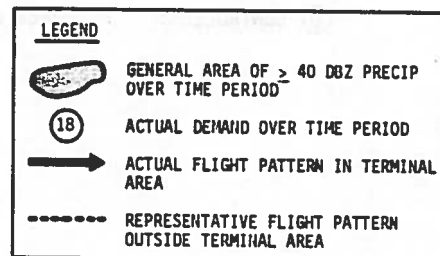 LEGEND
GENERAL AREA OF ≥ 40 DBZ PRECIP
OVER TIME PERIOD
18 ACTUAL DEMAND OVER TIME PERIOD
ACTUAL FLIGHT PATTERN IN TERMINAL
AREA
REPRESENTATIVE FLIGHT PATTERN
OUTSIDE TERMINAL AREA